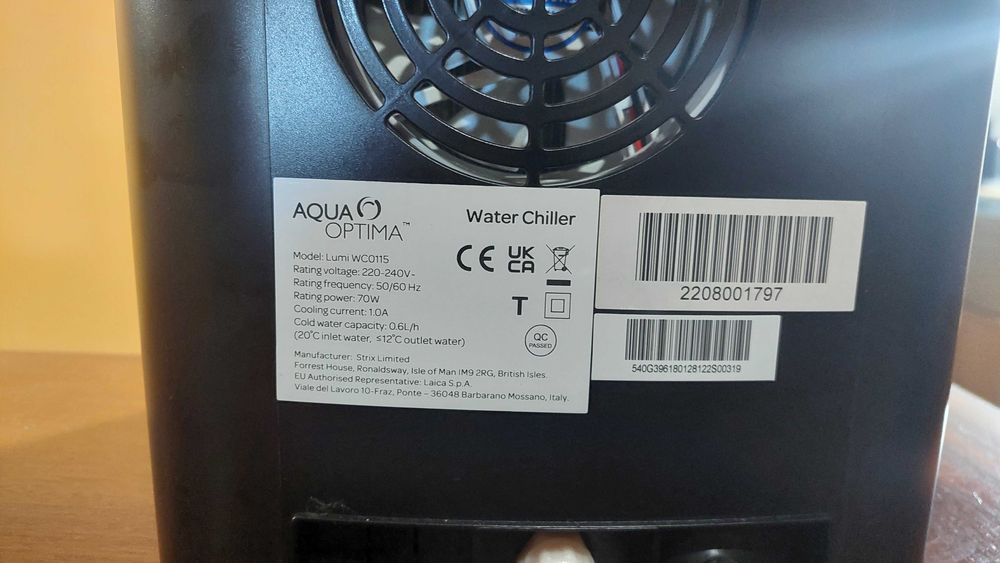 AQUA
OPTIMA™
Water Chiller
Model: Lumi WC0115
Rating voltage: 220-240V~
Rating frequency: 50/60 Hz
Rating power: 70W
Cooling current: 1.0A
Cold water capacity: 0.6L/h
(20°C inlet water, ≤12°C outlet water)
CE UK
CA
T
QC
PASSED
Manufacturer: Strix Limited
Forrest House, Ronaldsway, Isle of Man IM9 2RG, British Isles.
EU Authorised Representative: Laica S.p.A.
Viale del Lavoro 10-Fraz, Ponte – 36048 Barbarano Mossano, Italy.
2208001797
540G396180128122S00319